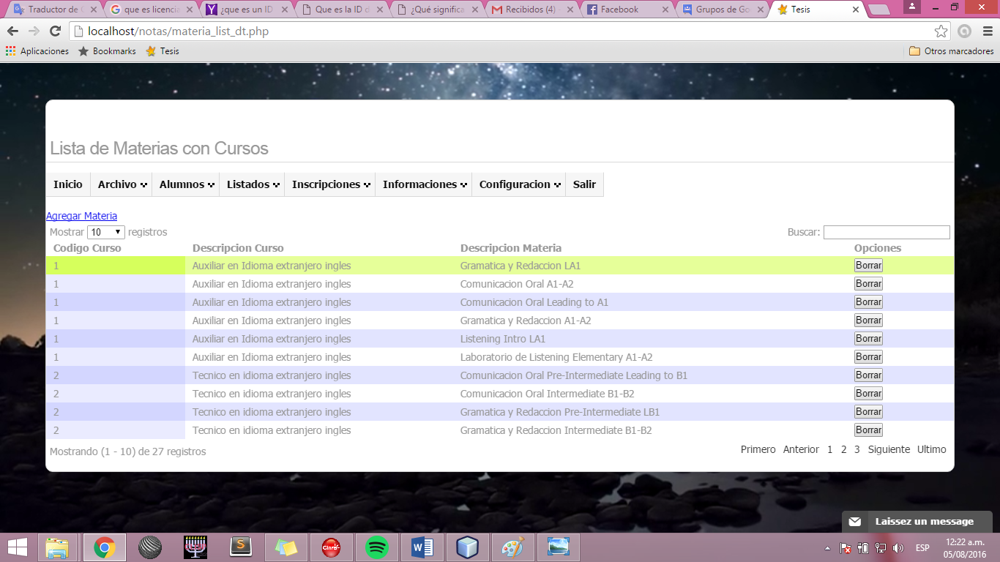 Traductor de G
que es licencie
¿que es un ID
Que es la ID d
¿Qué significa
Recibidos (4) -
Facebook
Grupos de Go
Tesis
localhost/notas/materia_list_dt.php
Aplicaciones Bookmarks Tesis Otros marcadores
Lista de Materias con Cursos
Inicio Archivo Alumnos Listados Inscripciones Informaciones Configuracion Salir
Agregar Materia
Mostrar 10 registros Buscar:
Codigo Curso Descripcion Curso Descripcion Materia Opciones
1 Auxiliar en Idioma extranjero ingles Gramatica y Redaccion LA1 Borrar
1 Auxiliar en Idioma extranjero ingles Comunicacion Oral A1-A2 Borrar
1 Auxiliar en Idioma extranjero ingles Comunicacion Oral Leading to A1 Borrar
1 Auxiliar en Idioma extranjero ingles Gramatica y Redaccion A1-A2 Borrar
1 Auxiliar en Idioma extranjero ingles Listening Intro LA1 Borrar
1 Auxiliar en Idioma extranjero ingles Laboratorio de Listening Elementary A1-A2 Borrar
2 Tecnico en idioma extranjero ingles Comunicacion Oral Pre-Intermediate Leading to B1 Borrar
2 Tecnico en idioma extranjero ingles Comunicacion Oral Intermediate B1-B2 Borrar
2 Tecnico en idioma extranjero ingles Gramatica y Redaccion Pre-Intermediate LB1 Borrar
2 Tecnico en idioma extranjero ingles Gramatica y Redaccion Intermediate B1-B2 Borrar
Mostrando (1 - 10) de 27 registros Primero Anterior 1 2 3 Siguiente Ultimo
Laissez un message
ESP
12:22 a.m.
05/08/2016